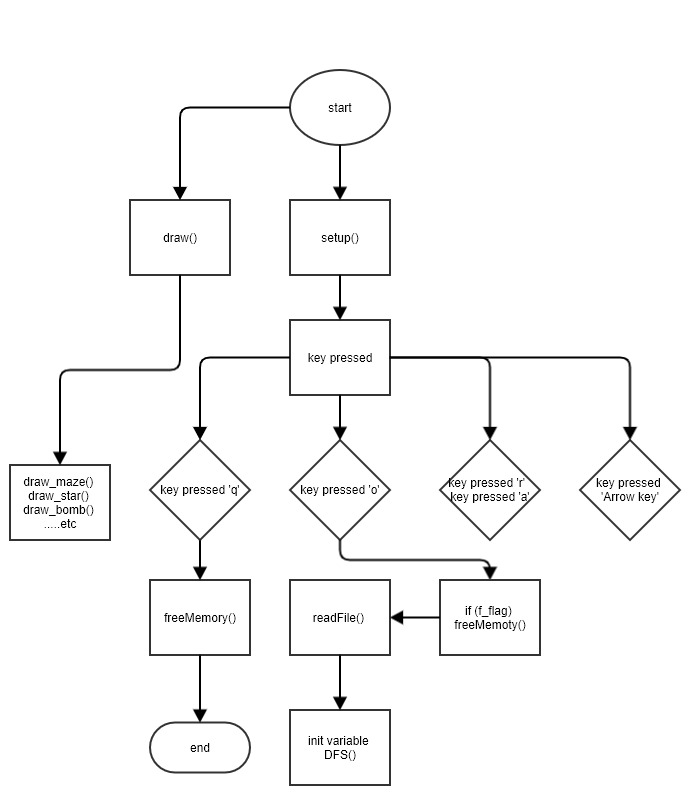 start
draw()
setup()
key pressed
draw_maze()
draw_star()
draw_bomb()
.....etc
key pressed 'q'
key pressed 'o'
key pressed 'r'
key pressed 'a'
key pressed
'Arrow key'
freeMemory()
readFile()
if (f_flag)
freeMemoty()
end
init variable
DFS()